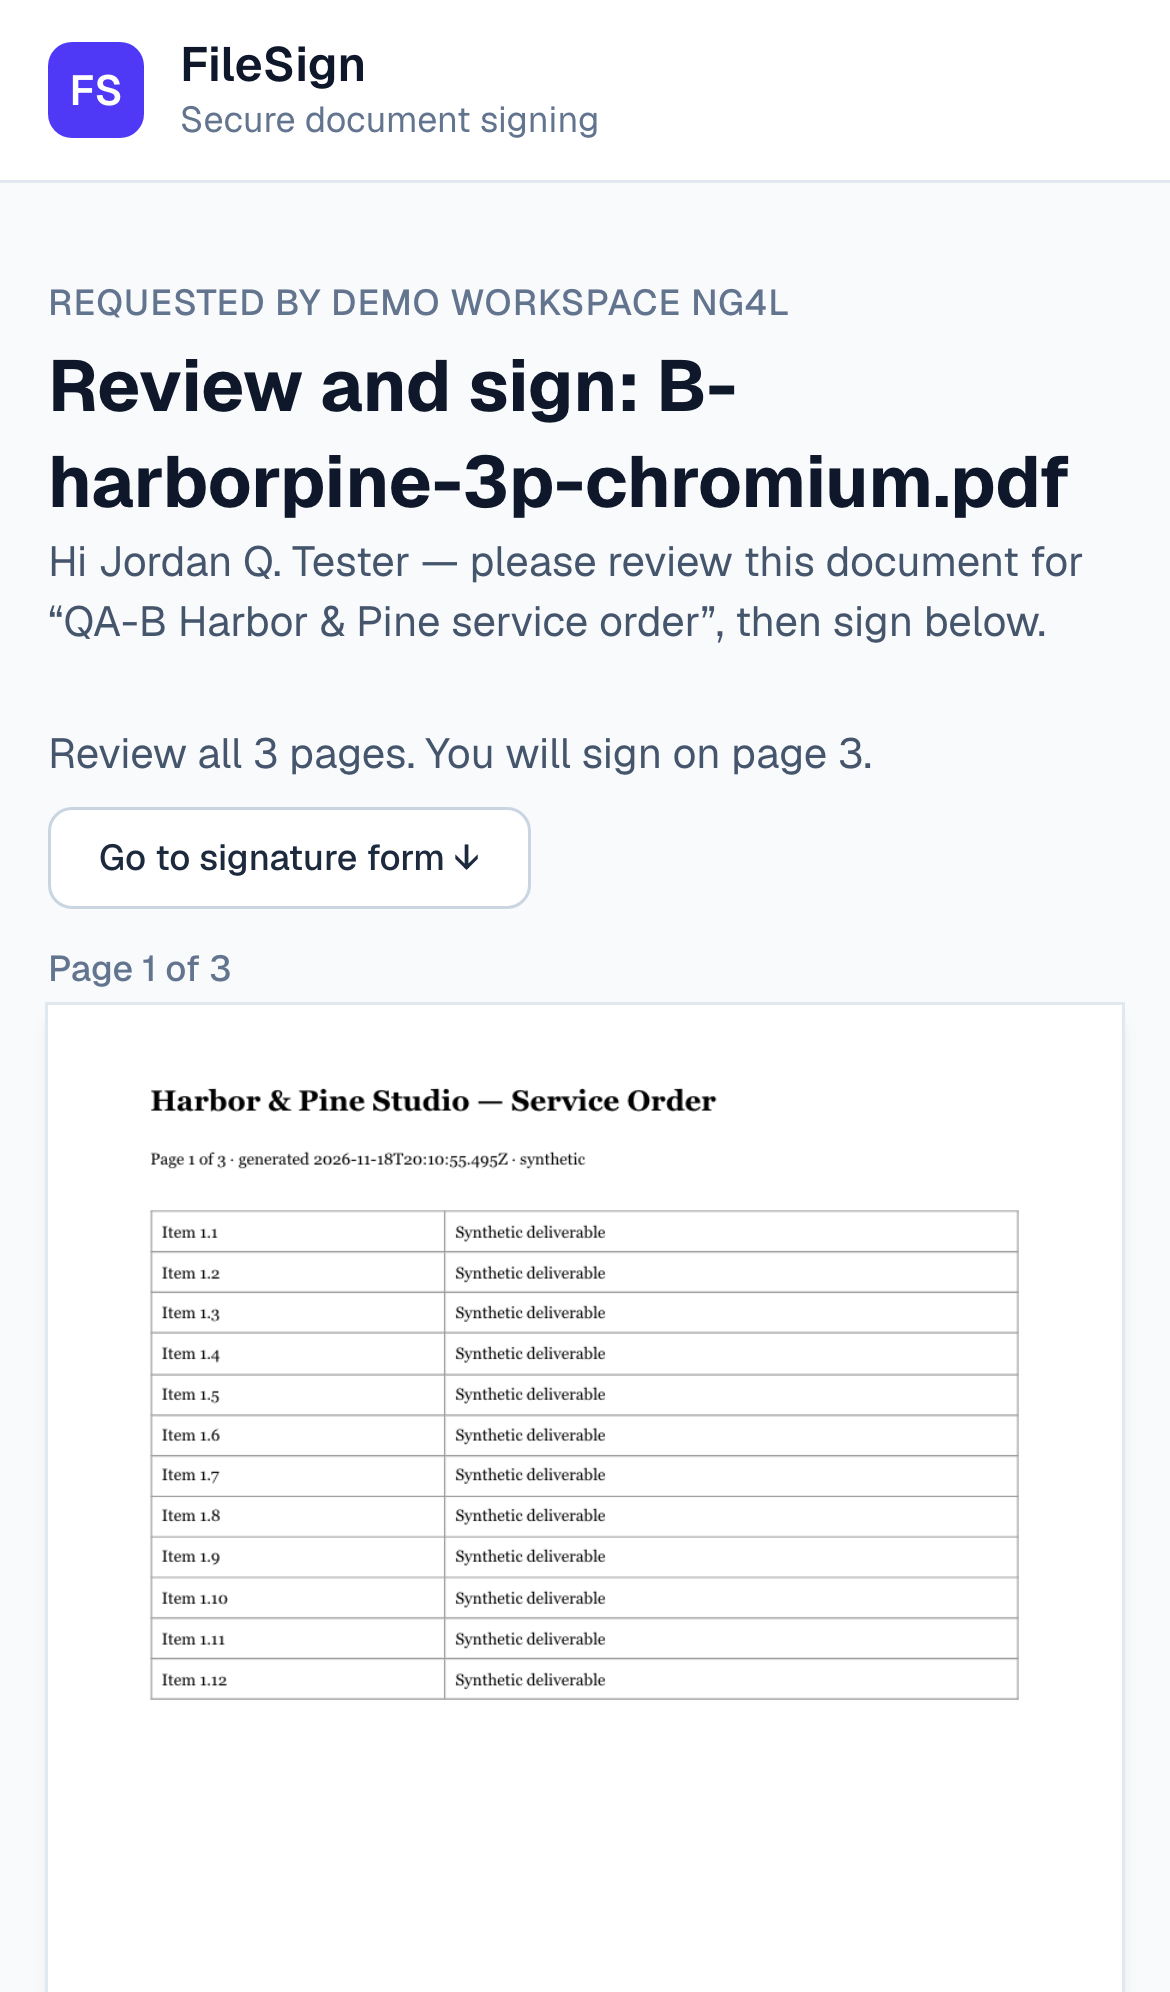 FS
FileSign
Secure document signing
REQUESTED BY DEMO WORKSPACE NG4L
Review and sign: B-
harborpine-3p-chromium.pdf
Hi Jordan Q. Tester — please review this document for
“QA-B Harbor & Pine service order”, then sign below.
Review all 3 pages. You will sign on page 3.
Go to signature form ↓
Page 1 of 3
Harbor & Pine Studio — Service Order
Page 1 of 3 · generated 2026-11-18T20:10:55.495Z · synthetic
Item 1.1 Synthetic deliverable
Item 1.2 Synthetic deliverable
Item 1.3 Synthetic deliverable
Item 1.4 Synthetic deliverable
Item 1.5 Synthetic deliverable
Item 1.6 Synthetic deliverable
Item 1.7 Synthetic deliverable
Item 1.8 Synthetic deliverable
Item 1.9 Synthetic deliverable
Item 1.10 Synthetic deliverable
Item 1.11 Synthetic deliverable
Item 1.12 Synthetic deliverable